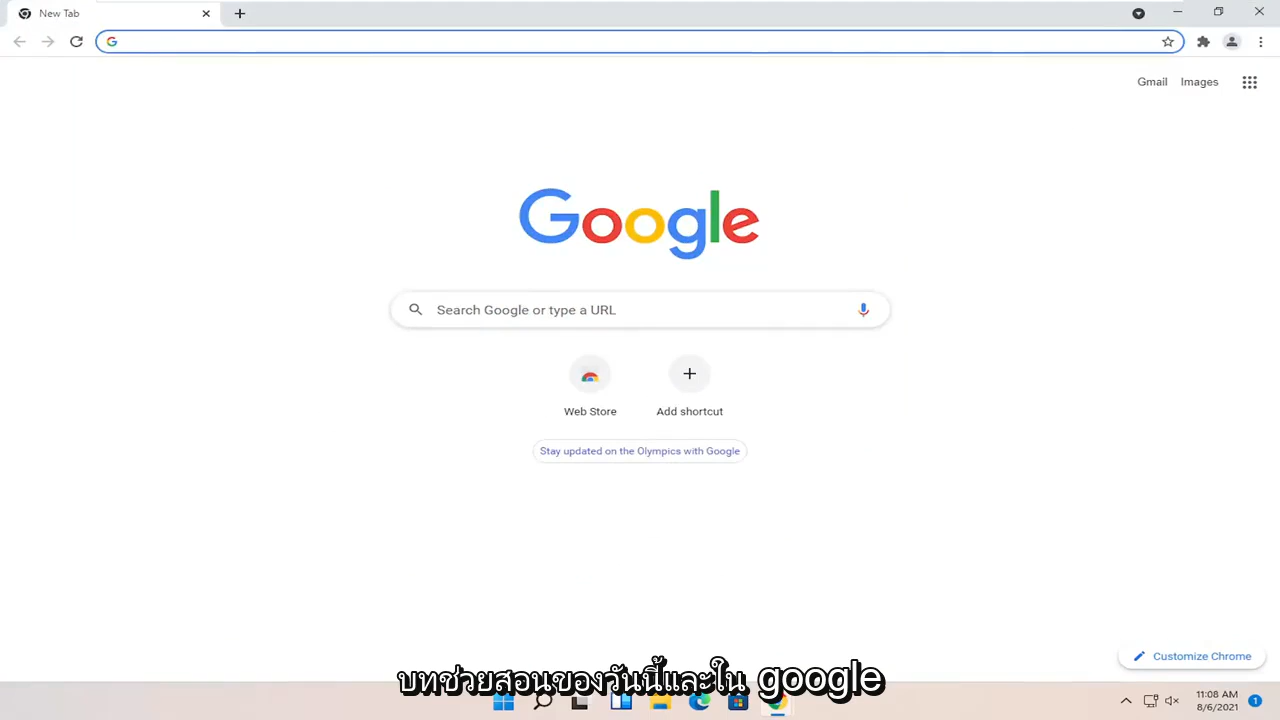 New Tab
Gmail Images
Google
Search Google or type a URL
Web Store Add shortcut
Stay updated on the Olympics with Google
Customize Chrome
บทช่วยสอนของวันนี้และใน google
11:08 AM
8/6/2021
1